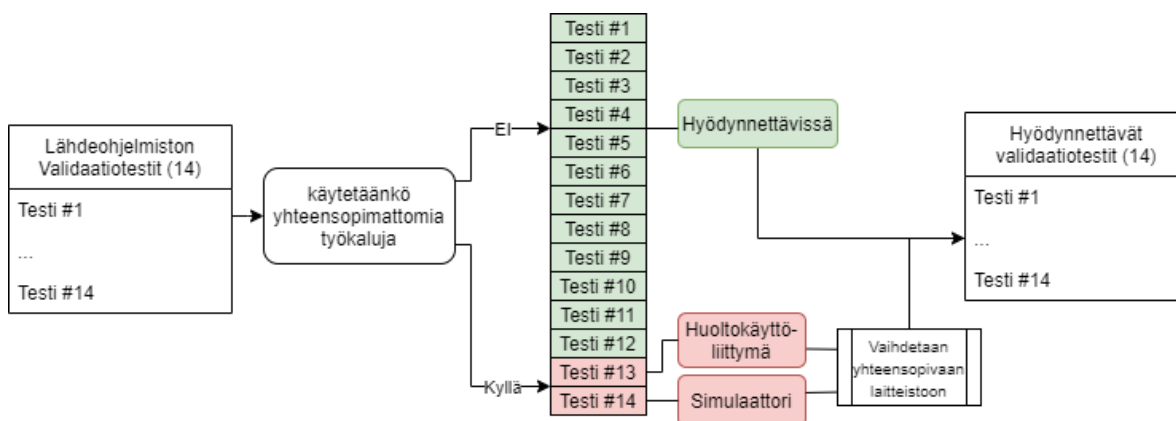 Lähdeohjelmiston
Validaatiotestit (14)
Testi #1
...
Testi #14
käytetäänkö
yhteensopimattomia
työkaluja
EI
Kyllä
Testi #1
Testi #2
Testi #3
Testi #4
Testi #5
Testi #6
Testi #7
Testi #8
Testi #9
Testi #10
Testi #11
Testi #12
Testi #13
Testi #14
Hyödynnettävissä
Huoltokäyttö-
liittymä
Simulaattori
Vaihdetaan
yhteensopivaan
laitteistoon
Hyödynnettävät
validaatiotestit (14)
Testi #1
...
Testi #14